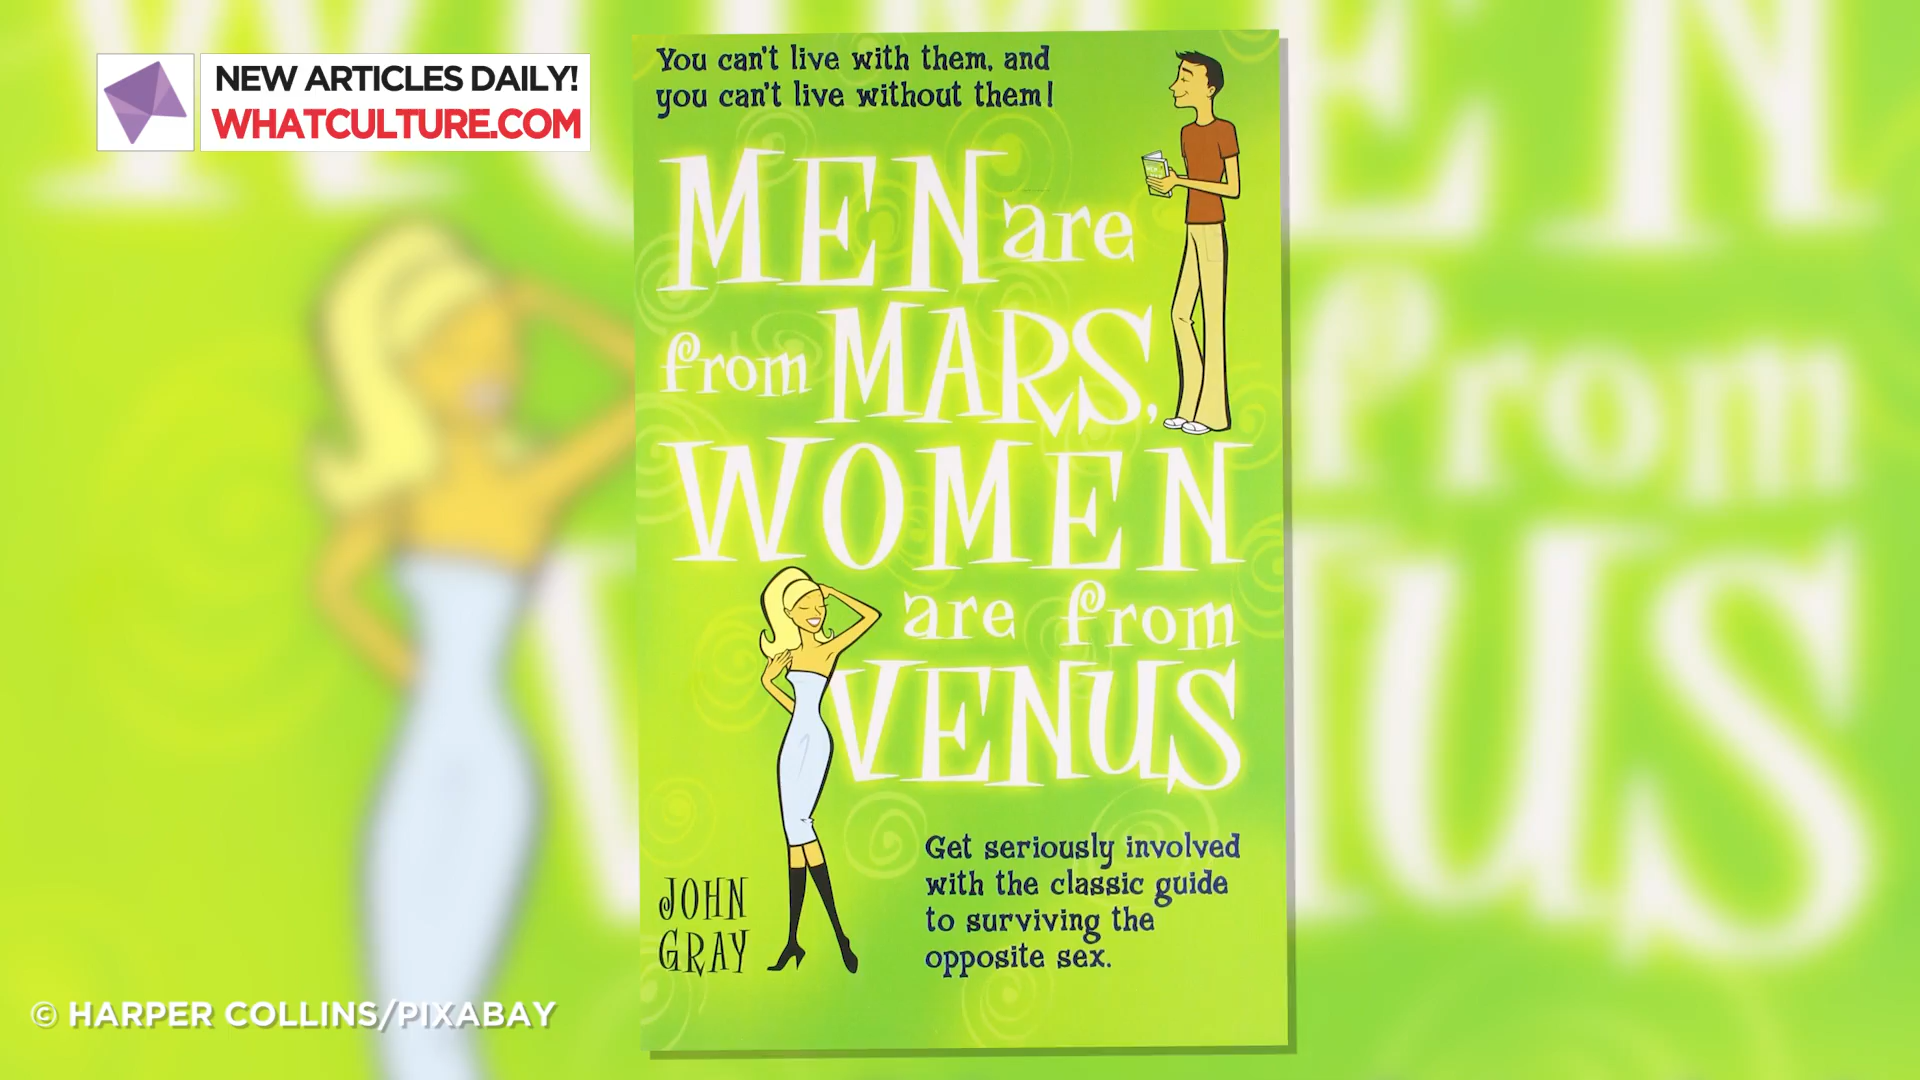 NEW ARTICLES DAILY!
WHATCULTURE.COM
You can't live with them, and
you can't live without them!
MEN are
from MARS,
WOMEN
are from
VENUS
JOHN
GRAY
Get seriously involved
with the classic guide
to surviving the
opposite sex.
© HARPER COLLINS/PIXABAY